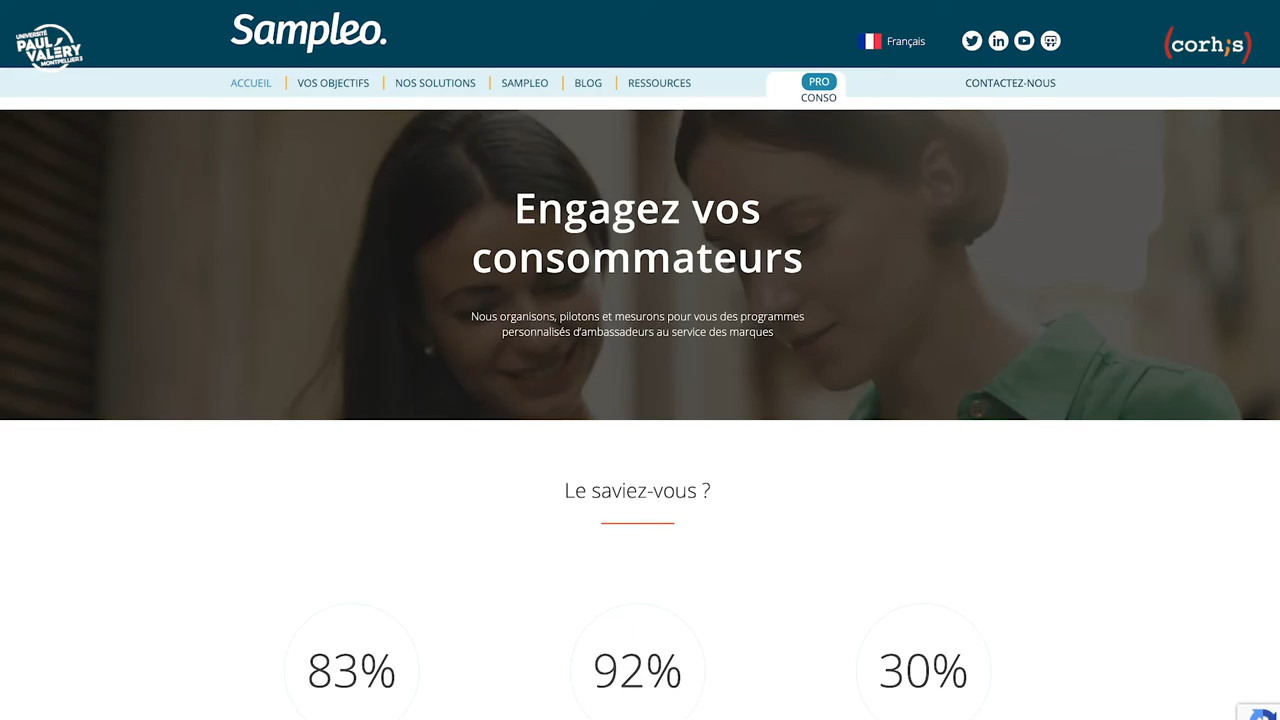 UNIVERSITÉ
PAUL
VALÉRY
MONTPELLIER 3
Sampleo.
Français
(corh;s)
ACCUEIL
VOS OBJECTIFS
NOS SOLUTIONS
SAMPLEO
BLOG
RESSOURCES
PRO
CONSO
CONTACTEZ-NOUS
Engagez vos
consommateurs
Nous organisons, pilotons et mesurons pour vous des programmes
personnalisés d'ambassadeurs au service des marques
Le saviez-vous ?
83%
92%
30%